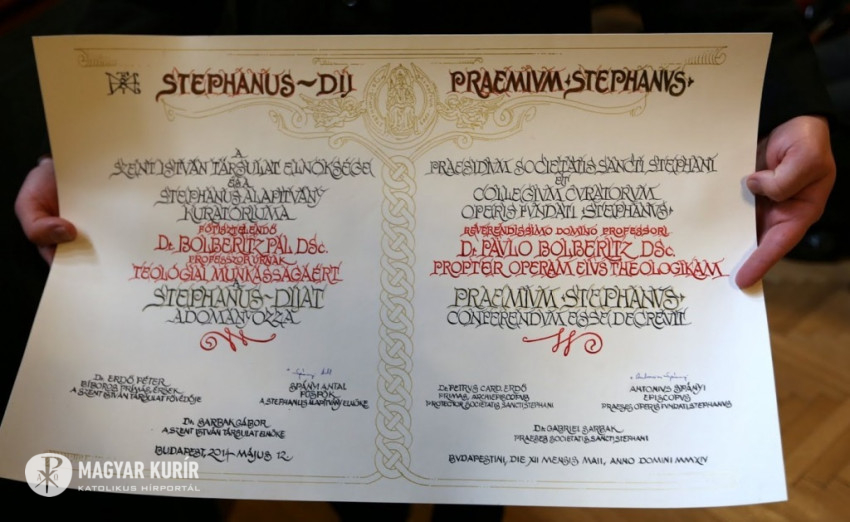 STEPHANUS~DÍJ
A
SZENT ISTVÁN TÁRSULAT ELNÖKSÉGE
ÉS A
STEPHANUS ALAPÍTVÁNY
KURATÓRIUMA
FŐTISZTELENDŐ
Dr. BOLBERITZ PÁL DSc.
PROFESSZOR ÚRNAK
TEOLÓGIAI MUNKÁSSÁGÁÉRT
A
STEPHANUS~DÍJAT
ADOMÁNYOZZA
Dr. ERDŐ PÉTER
BÍBOROS PRÍMÁS, ÉRSEK
A SZENT ISTVÁN TÁRSULAT FŐVÉDŐJE
SPÁNYI ANTAL
PÜSPÖK
A STEPHANUS ALAPÍTVÁNY ELNÖKE
Dr. SARBAK GÁBOR
A SZENT ISTVÁN TÁRSULAT ELNÖKE
BUDAPEST, 2014 MÁJUS 12.
PRAEMIVM STEPHANVS
PRAESIDIVM SOCIETATIS SANCTI STEPHANI
ET
COLLEGIVM CVRATORVM
OPERIS FVNDATI STEPHANVS
REVERENDISSIMO DOMINO PROFESSORI
Dr. PAVLO BOLBERITZ DSc.
PROPTER OPERAM EIVS THEOLOGIKAM
PRAEMIVM STEPHANVS
CONFERENDVM ESSE DECREVIT
Dr. PETRVS CARD. ERDŐ
PRIMAS, ARCHIEPISCOPVS
PROTECTOR SOCIETATIS SANCTI STEPHANI
ANTONIVS SPÁNYI
EPISCOPVS
PRAESES OPERIS FVNDATI STEPHANVS
Dr. GABRIEL SARBAK
PRAESES SOCIETATIS SANCTI STEPHANI
BVDAPESTINI, DIE XII MENSIS MAII, ANNO DOMINI MMXIV
MAGYAR KURÍR
KATOLIKUS HÍRPORTÁL